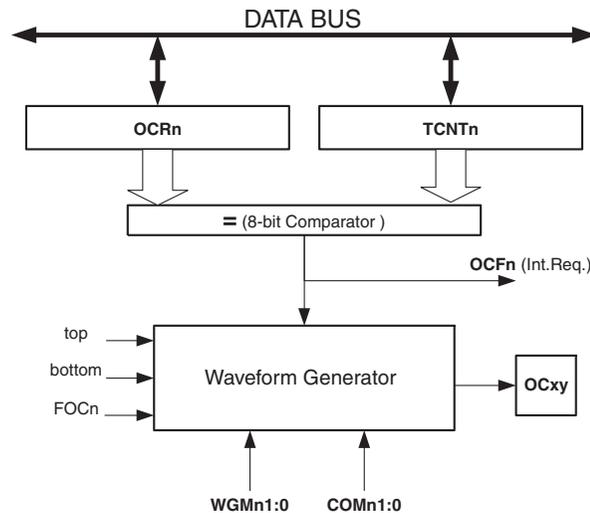 DATA BUS
OCRn
TCNTn
= (8-bit Comparator )
OCFn (Int.Req.)
top
bottom
FOCn
Waveform Generator
OCxy
WGMn1:0
COMn1:0